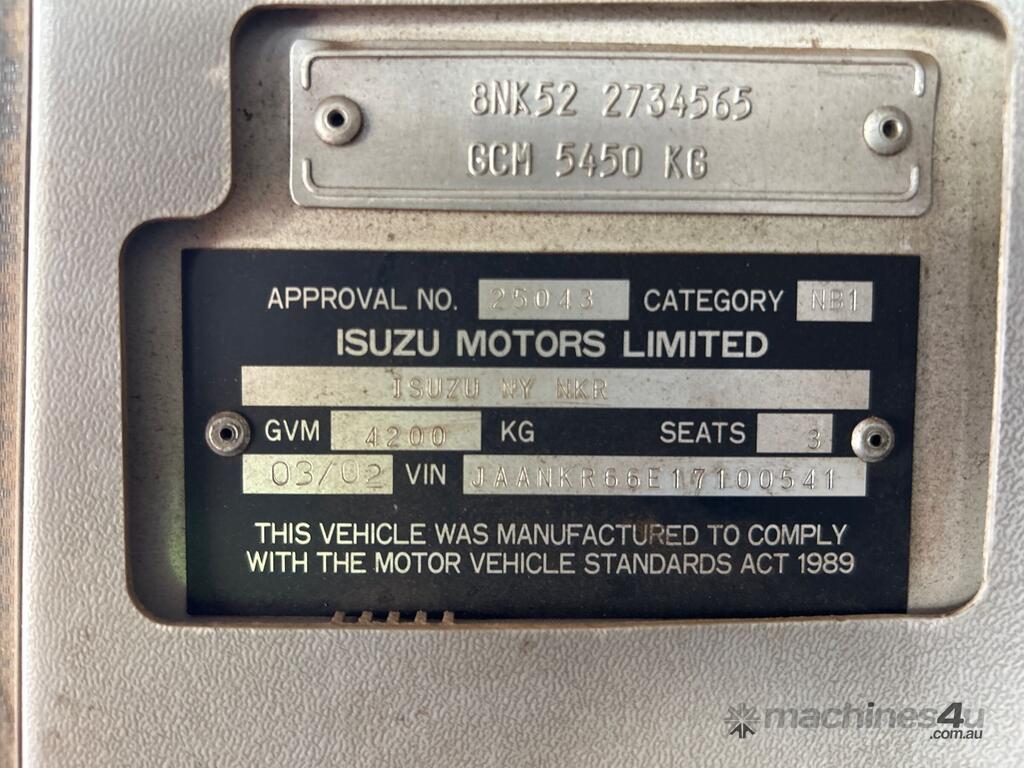 8NK52 2734565
GCM 5450 KG
APPROVAL NO. 25043 CATEGORY NB1
ISUZU MOTORS LIMITED
ISUZU NY NKR
GVM 4200 KG SEATS 3
03/02 VIN JAANKR66E17100541
THIS VEHICLE WAS MANUFACTURED TO COMPLY
WITH THE MOTOR VEHICLE STANDARDS ACT 1989
machines4u
.com.au